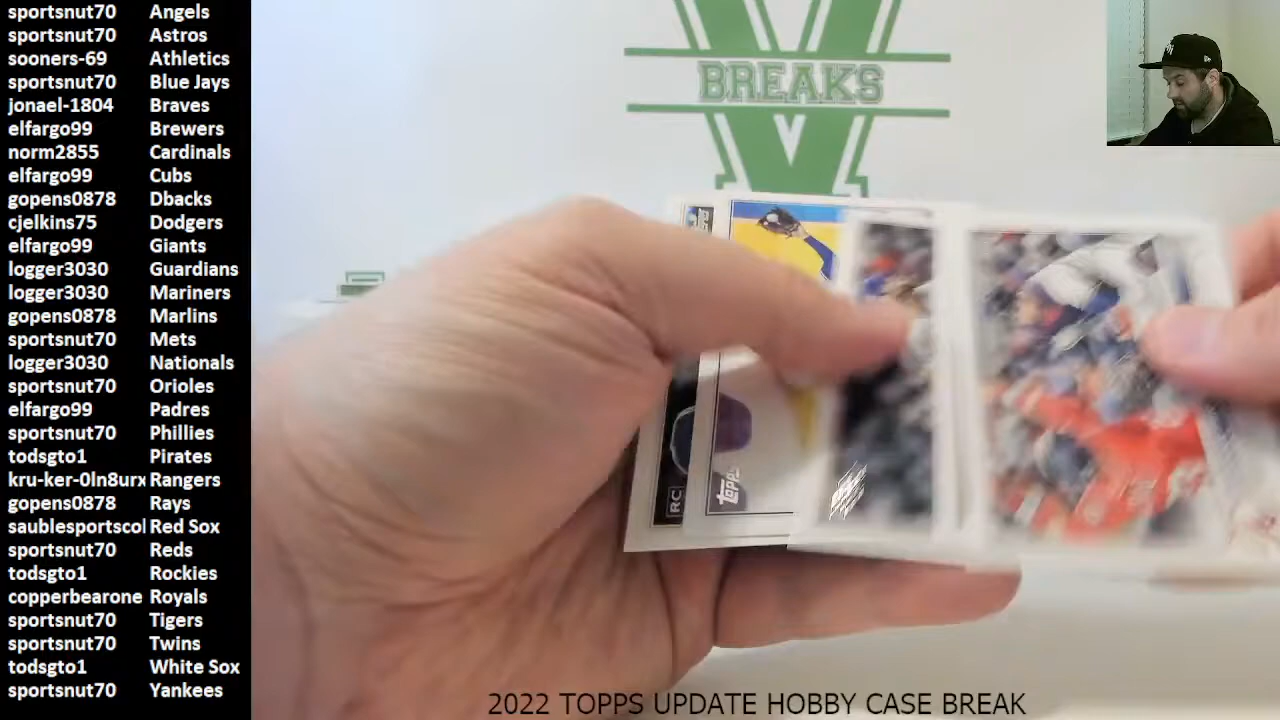 sportsnut70 Angels
sportsnut70 Astros
sooners-69 Athletics
sportsnut70 Blue Jays
jonael-1804 Braves
elfargo99 Brewers
norm2855 Cardinals
elfargo99 Cubs
gopens0878 Dbacks
cjelkins75 Dodgers
elfargo99 Giants
logger3030 Guardians
logger3030 Mariners
gopens0878 Marlins
sportsnut70 Mets
logger3030 Nationals
sportsnut70 Orioles
elfargo99 Padres
sportsnut70 Phillies
todsgto1 Pirates
kru-ker-0ln8urx Rangers
gopens0878 Rays
saublesportscol Red Sox
sportsnut70 Reds
todsgto1 Rockies
copperbearone Royals
sportsnut70 Tigers
sportsnut70 Twins
todsgto1 White Sox
sportsnut70 Yankees
V
BREAKS
topps
RC
topps
2022 TOPPS UPDATE HOBBY CASE BREAK